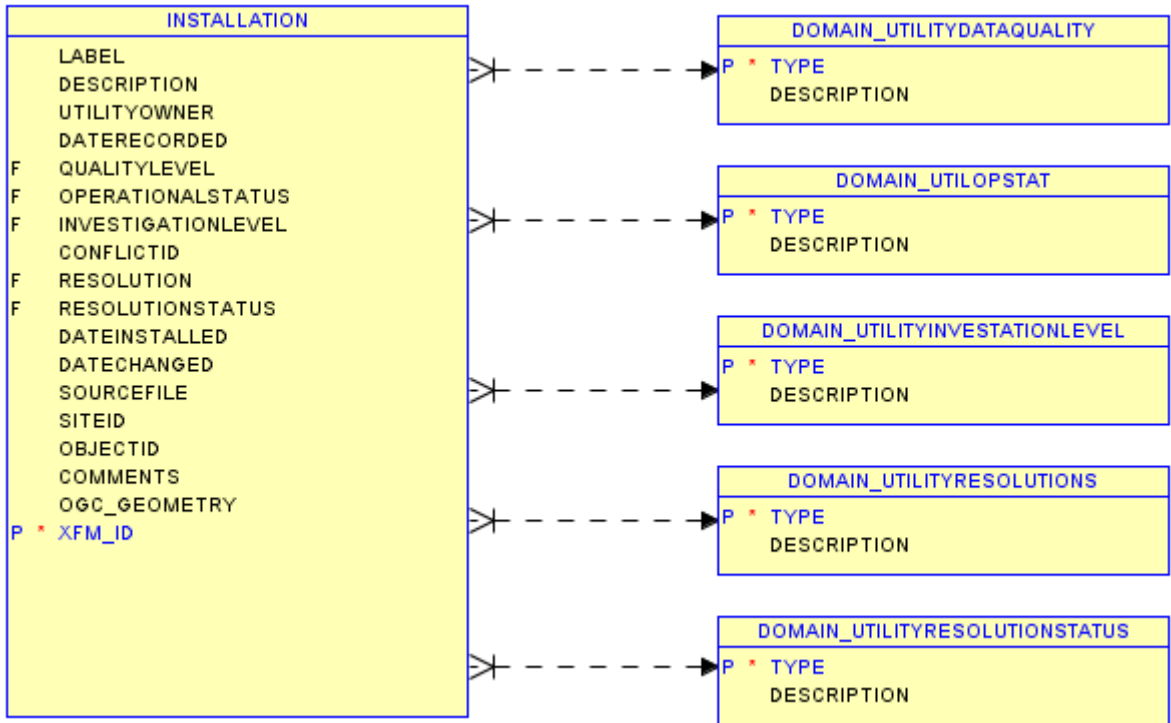 INSTALLATION
LABEL
DESCRIPTION
UTILITYOWNER
DATERECORDED
F QUALITYLEVEL
F OPERATIONALSTATUS
F INVESTIGATIONLEVEL
CONFLICTID
F RESOLUTION
F RESOLUTIONSTATUS
DATEINSTALLED
DATECHANGED
SOURCEFILE
SITEID
OBJECTID
COMMENTS
OGC_GEOMETRY
P * XFM_ID
DOMAIN_UTILITYDATAQUALITY
P * TYPE
DESCRIPTION
DOMAIN_UTILOPSTAT
P * TYPE
DESCRIPTION
DOMAIN_UTILITYINVESTATIONLEVEL
P * TYPE
DESCRIPTION
DOMAIN_UTILITYRESOLUTIONS
P * TYPE
DESCRIPTION
DOMAIN_UTILITYRESOLUTIONSTATUS
P * TYPE
DESCRIPTION